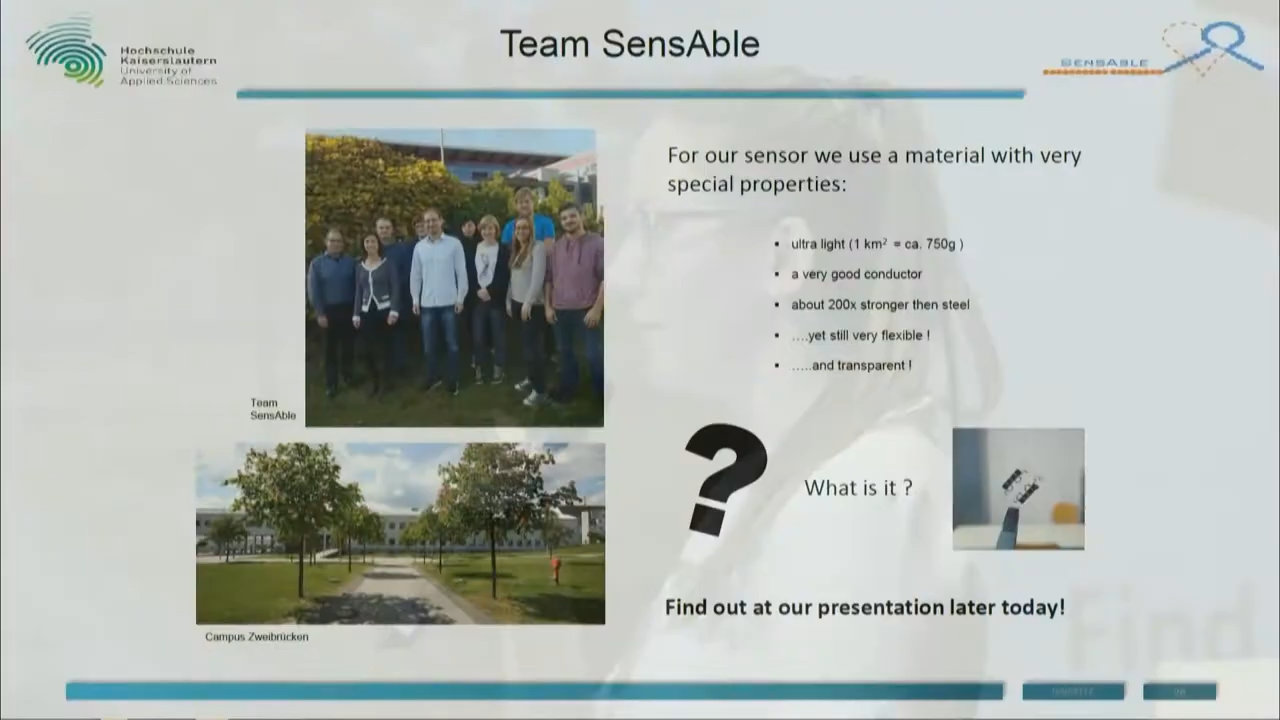 Hochschule
Kaiserslautern
University of
Applied Sciences
Team SensAble
SENSABLE
For our sensor we use a material with very
special properties:
• ultra light (1 km² = ca. 750g )
• a very good conductor
• about 200x stronger then steel
• ....yet still very flexible !
• .....and transparent !
Team
SensAble
? What is it ?
Find out at our presentation later today!
Campus Zweibrücken
Find